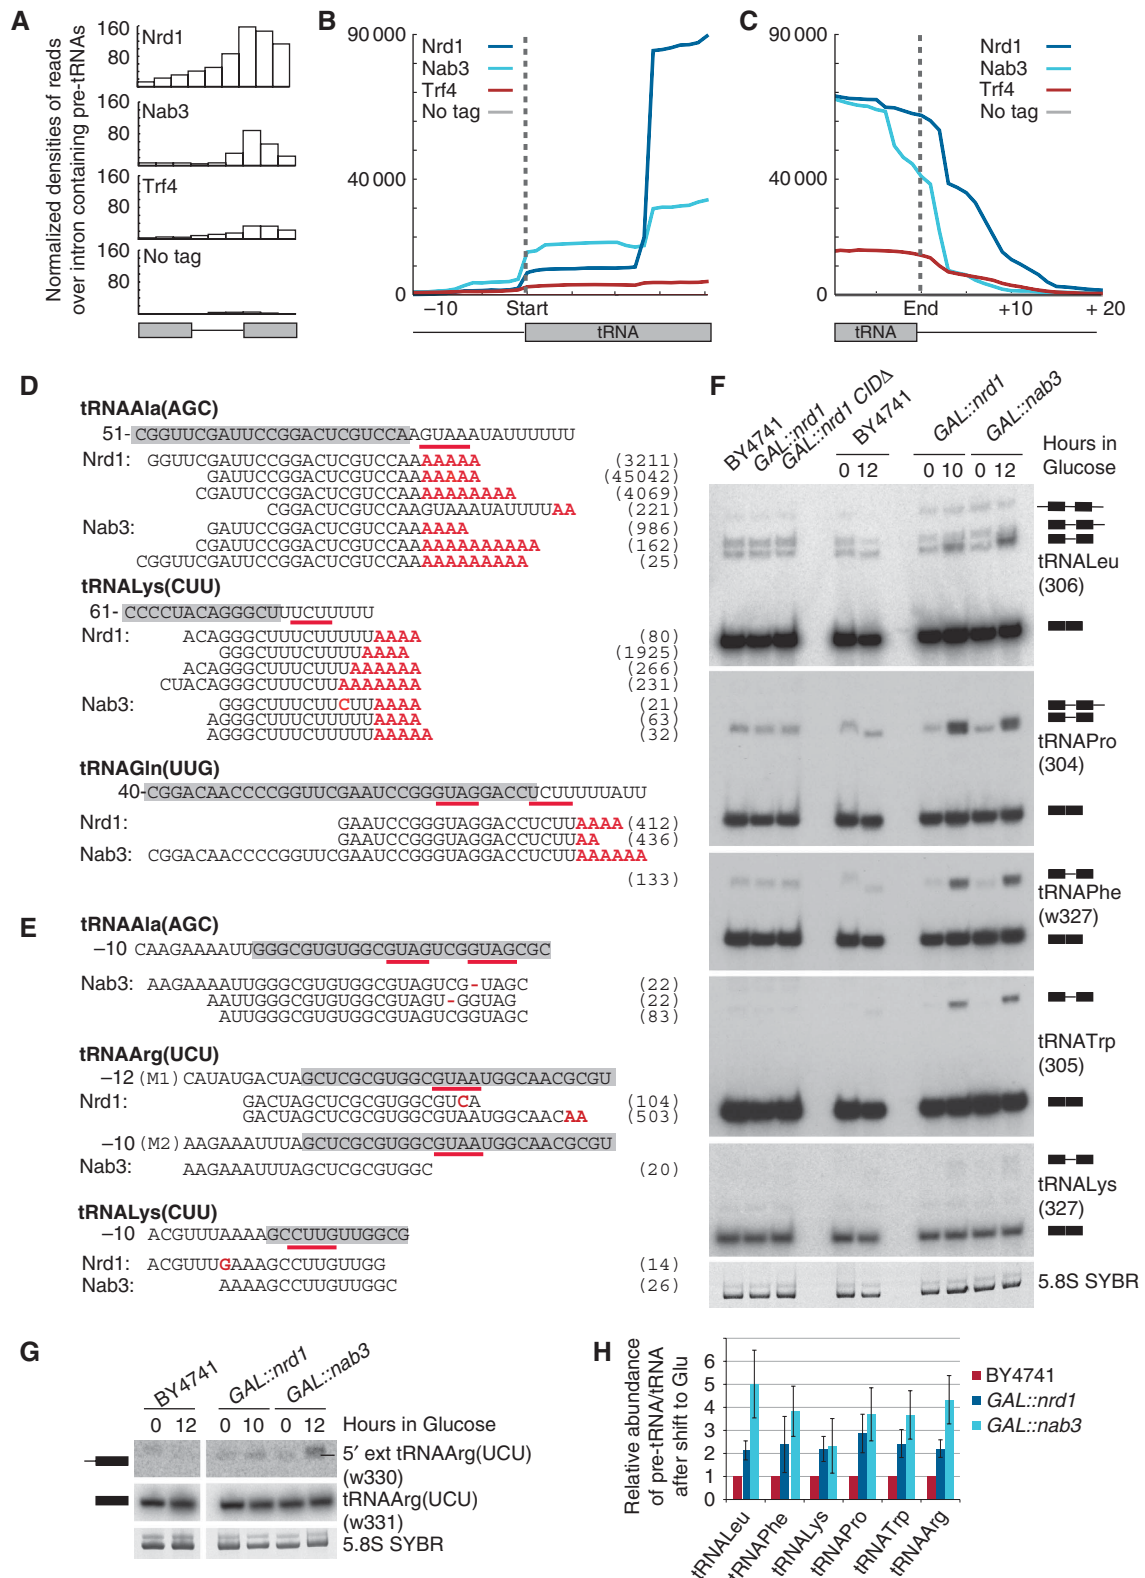 A
Normalized densities of reads
over intron containing pre-tRNAs
160
80
Nrd1
160
80
Nab3
160
80
Trf4
160
80
No tag
B
90 000
40 000
0
Nrd1
Nab3
Trf4
No tag
−10
Start
tRNA
C
90 000
40 000
0
Nrd1
Nab3
Trf4
No tag
End
+10
+ 20
tRNA
D
tRNAAla(AGC)
51- CGGUUCGAUUCCGGACUCGUCCAAGUAAAUAUUUUUU
Nrd1: GGUUCGAUUCCGGACUCGUCCAAAAAAA (3211)
GAUUCCGGACUCGUCCAAAAAAA (45042)
CGAUUCCGGACUCGUCCAAAAAAAAAA (4069)
CGGACUCGUCCAAGUAAAUAUUUUAA (221)
Nab3: GAUUCCGGACUCGUCCAAAAAA (986)
CGAUUCCGGACUCGUCCAAAAAAAAAAAA (162)
CGGUUCGAUUCCGGACUCGUCCAAAAAAAAAAA (25)
tRNALys(CUU)
61- CCCCUACAGGGCUUUCUUUUUU
Nrd1: ACAGGGCUUUCUUUUUAAAA (80)
GGGCUUUCUUUUAAAA (1925)
ACAGGGCUUUCUUUAAAAAA (266)
CUACAGGGCUUUCUUAAAAAAA (231)
Nab3: GGGCUUUCUUCUUAAAA (21)
AGGGCUUUCUUUUUAAAA (63)
AGGGCUUUCUUUUUAAAAA (32)
tRNAGln(UUG)
40-CGGACAACCCCGGUUCGAAUCCGGGUAGGACCUCUUUUUAUU
Nrd1: GAAUCCGGGUAGGACCUCUUAAAA (412)
GAAUCCGGGUAGGACCUCUUAA (436)
Nab3: CGGACAACCCCGGUUCGAAUCCGGGUAGGACCUCUUAAAAAA
(133)
E
tRNAAla(AGC)
−10 CAAGAAAAUUGGGCGUGUGGCGUAGUCGGUAGCGC
Nab3: AAGAAAAUUGGGCGUGUGGCGUAGUCG-UAGC (22)
AAUUGGGCGUGUGGCGUAGU-GGUAG (22)
AUUGGGCGUGUGGCGUAGUCGGUAGC (83)
tRNAArg(UCU)
−12 (M1) CAUAUGACUAGCUCGCGUGGCGUAAUGGCAACGCGU
Nrd1: GACUAGCUCGCGUGGCGUCA (104)
GACUAGCUCGCGUGGCGUAAUGGCAACAA (503)
−10 (M2) AAGAAAUUUAGCUCGCGUGGCGUAAUGGCAACGCGU
Nab3: AAGAAAUUUAGCUCGCGUGGC (20)
tRNALys(CUU)
−10 ACGUUUAAAAGCCUUGUUGGCG
Nrd1: ACGUUUGAAAGCCUUGUUGG (14)
Nab3: AAAAGCCUUGUUGGC (26)
F
BY4741
GAL::nrd1
GAL::nrd1 CIDΔ
BY4741
GAL::nrd1
GAL::nab3
0 12 0 10 0 12
Hours in
Glucose
tRNALeu
(306)
tRNAPro
(304)
tRNAPhe
(w327)
tRNATrp
(305)
tRNALys
(327)
5.8S SYBR
G
BY4741
GAL::nrd1
GAL::nab3
0 12 0 10 0 12 Hours in Glucose
5′ ext tRNAArg(UCU)
(w330)
tRNAArg(UCU)
(w331)
5.8S SYBR
H
Relative abundance
of pre-tRNA/tRNA
after shift to Glu
6
5
4
3
2
1
0
BY4741
GAL::nrd1
GAL::nab3
tRNALeu
tRNAPhe
tRNALys
tRNAPro
tRNATrp
tRNAArg